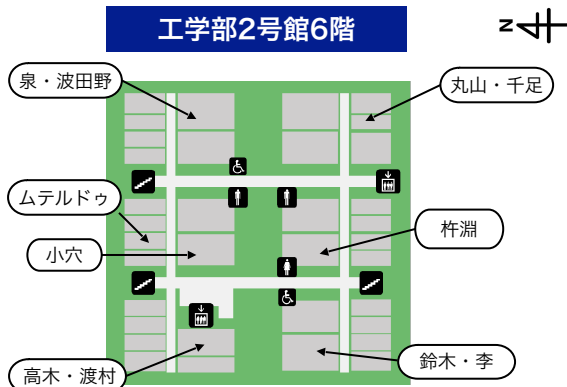 工学部2号館6階
N
泉・波田野
丸山・千足
ムテルドゥ
小穴
杵淵
高木・渡村
鈴木・李